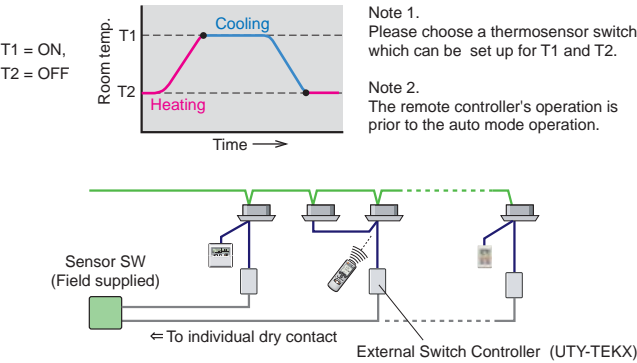 T1 = ON,
T2 = OFF
Room temp.
T1
T2
Cooling
Heating
Time
Note 1.
Please choose a thermosensor switch
which can be set up for T1 and T2.
Note 2.
The remote controller's operation is
prior to the auto mode operation.
Sensor SW
(Field supplied)
⇐ To individual dry contact
External Switch Controller (UTY-TEKX)